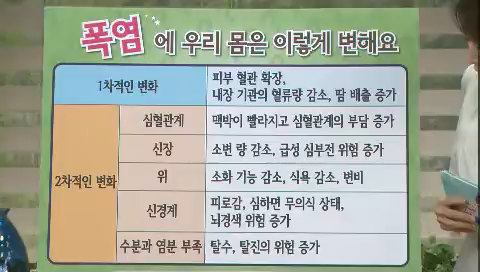 폭염에 우리 몸은 이렇게 변해요
1차적인 변화
피부 혈관 확장,
내장 기관의 혈류량 감소, 땀 배출 증가
2차적인 변화
심혈관계
맥박이 빨라지고 심혈관계의 부담 증가
신장
소변 량 감소, 급성 심부전 위험 증가
위
소화 기능 감소, 식욕 감소, 변비
신경계
피로감, 심하면 무의식 상태,
뇌경색 위험 증가
수분과 염분 부족
탈수, 탈진의 위험 증가